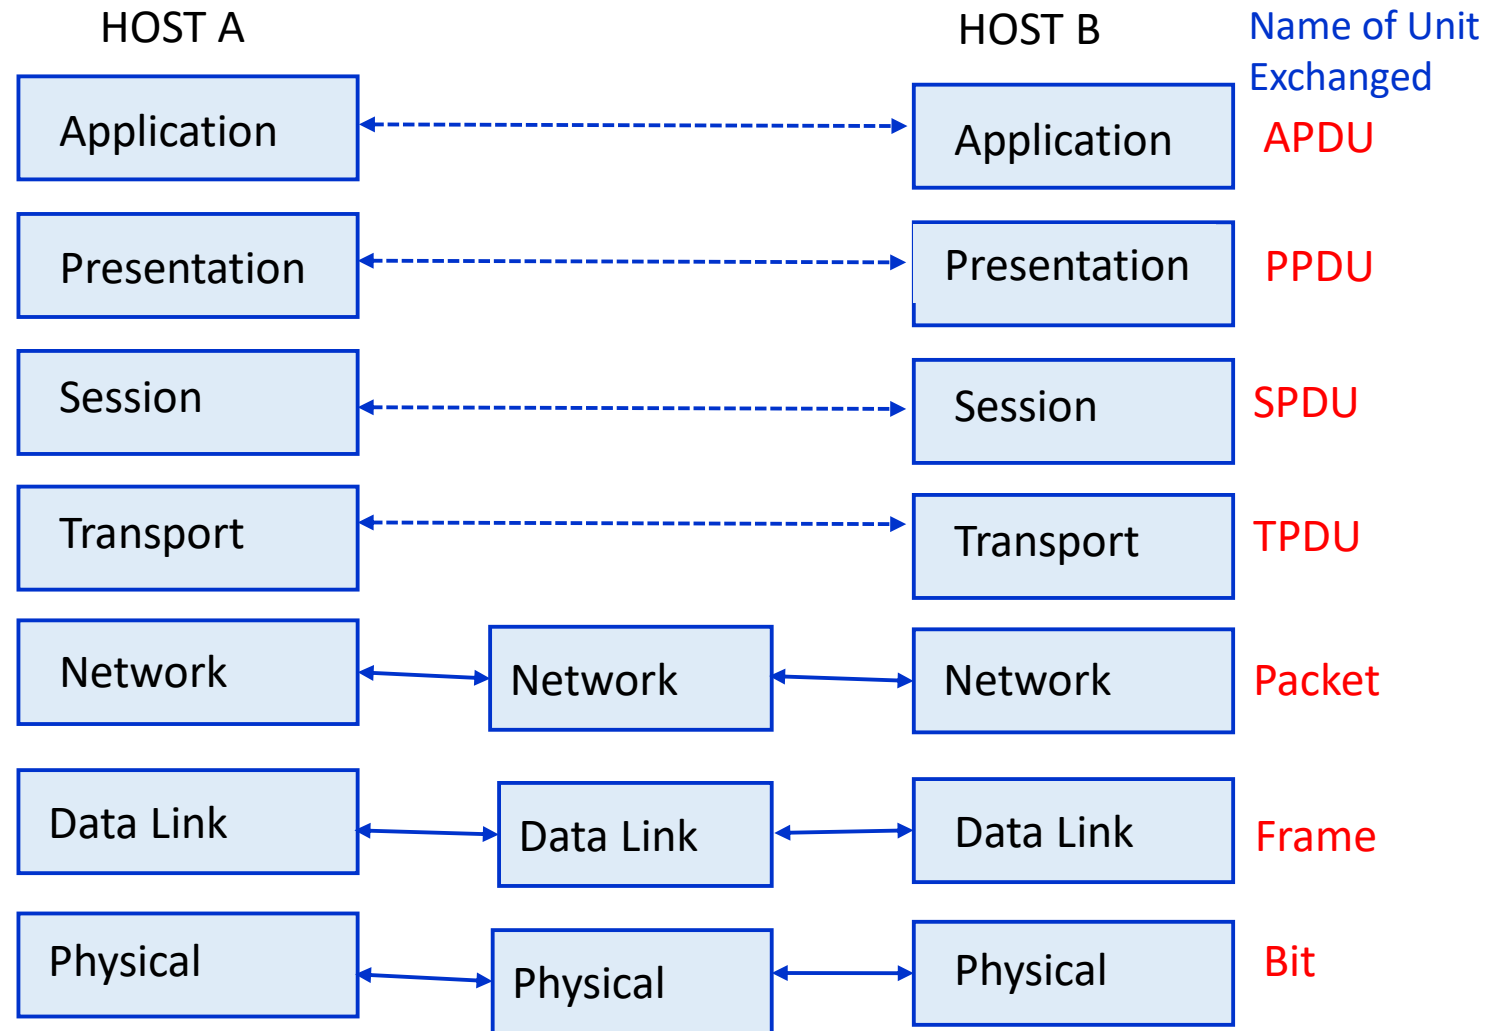 HOST A
HOST B
Name of Unit
Exchanged
Application
Application
APDU
Presentation
Presentation
PPDU
Session
Session
SPDU
Transport
Transport
TPDU
Network
Network
Network
Packet
Data Link
Data Link
Data Link
Frame
Physical
Physical
Physical
Bit